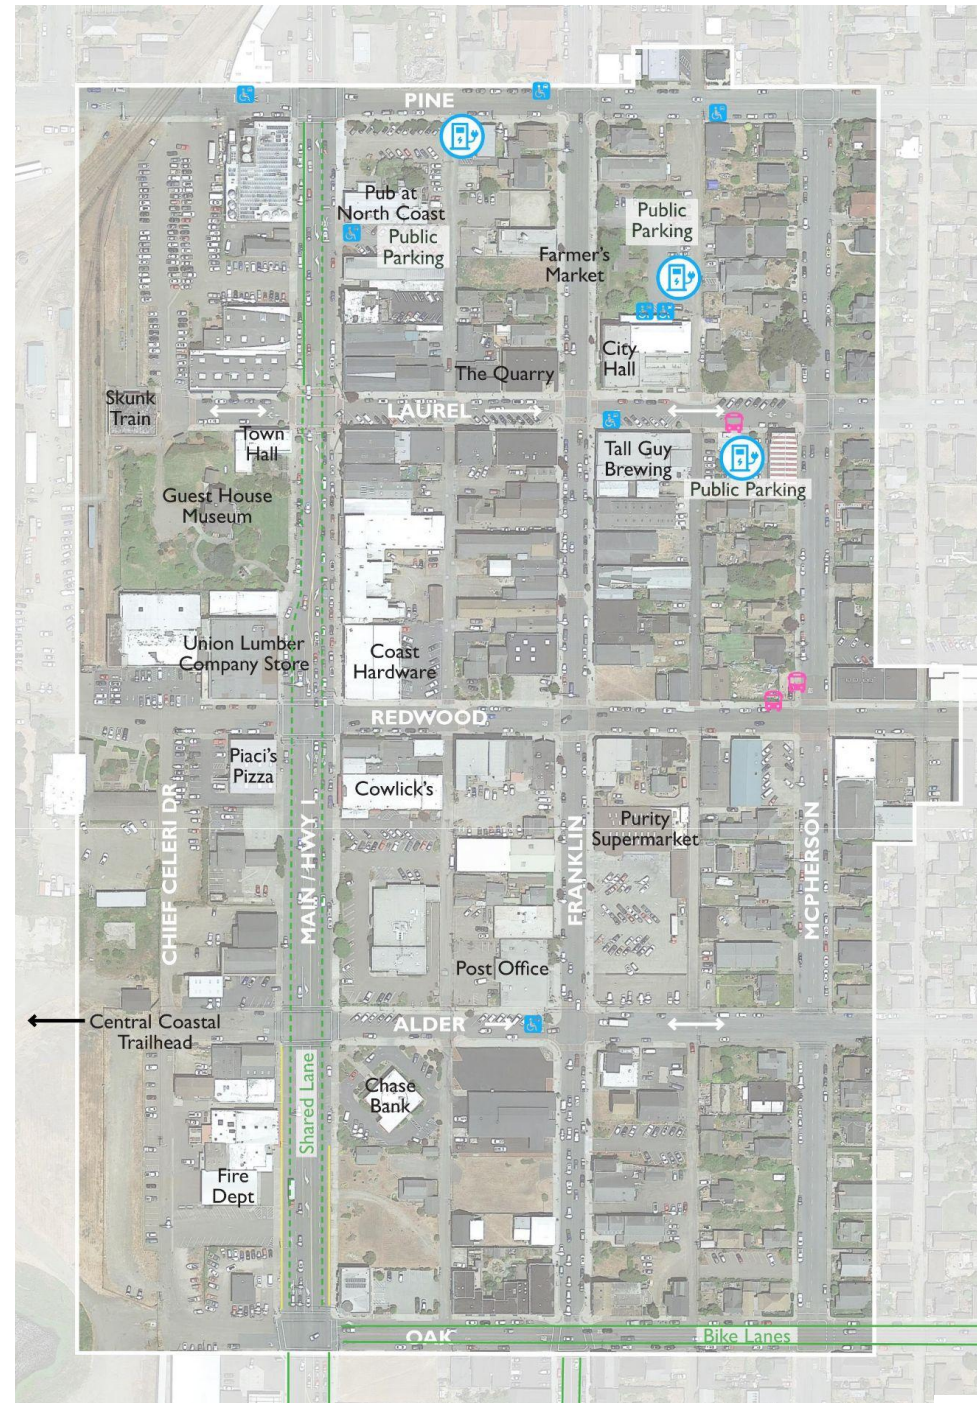 PINE
Pub at
North Coast
Public
Parking
Public
Parking
Farmer's
Market
City
Hall
The Quarry
Skunk
Train
LAUREL
Town
Hall
Tall Guy
Brewing
Public Parking
Guest House
Museum
Union Lumber
Company Store
Coast
Hardware
REDWOOD
Piaci's
Pizza
Cowlick's
Purity
Supermarket
CHIEF CELERI DR
MAIN / HWY 1
FRANKLIN
MCPHERSON
Post Office
Central Coastal
Trailhead
ALDER
Shared Lane
Chase
Bank
Fire
Dept
OAK
Bike Lanes